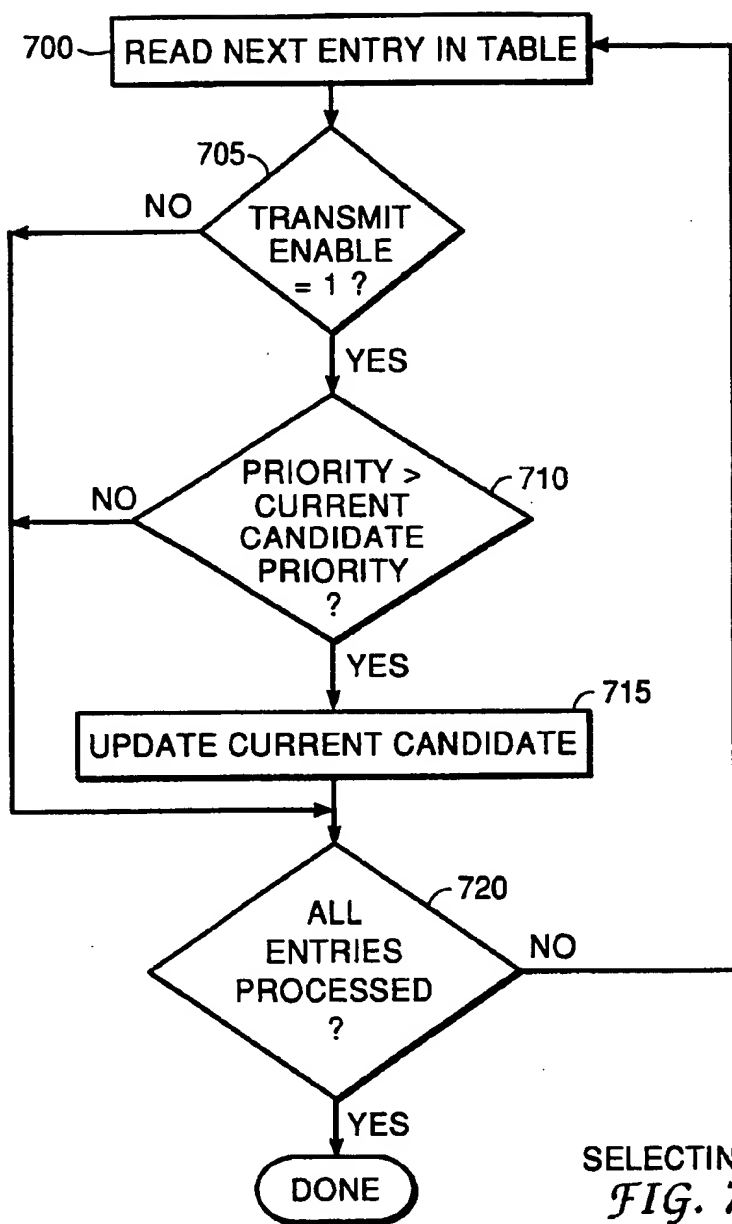 700
READ NEXT ENTRY IN TABLE
705
NO
TRANSMIT
ENABLE
= 1 ?
YES
710
NO
PRIORITY >
CURRENT
CANDIDATE
PRIORITY
?
YES
715
UPDATE CURRENT CANDIDATE
720
ALL
ENTRIES
PROCESSED
?
NO
YES
DONE
FIG.